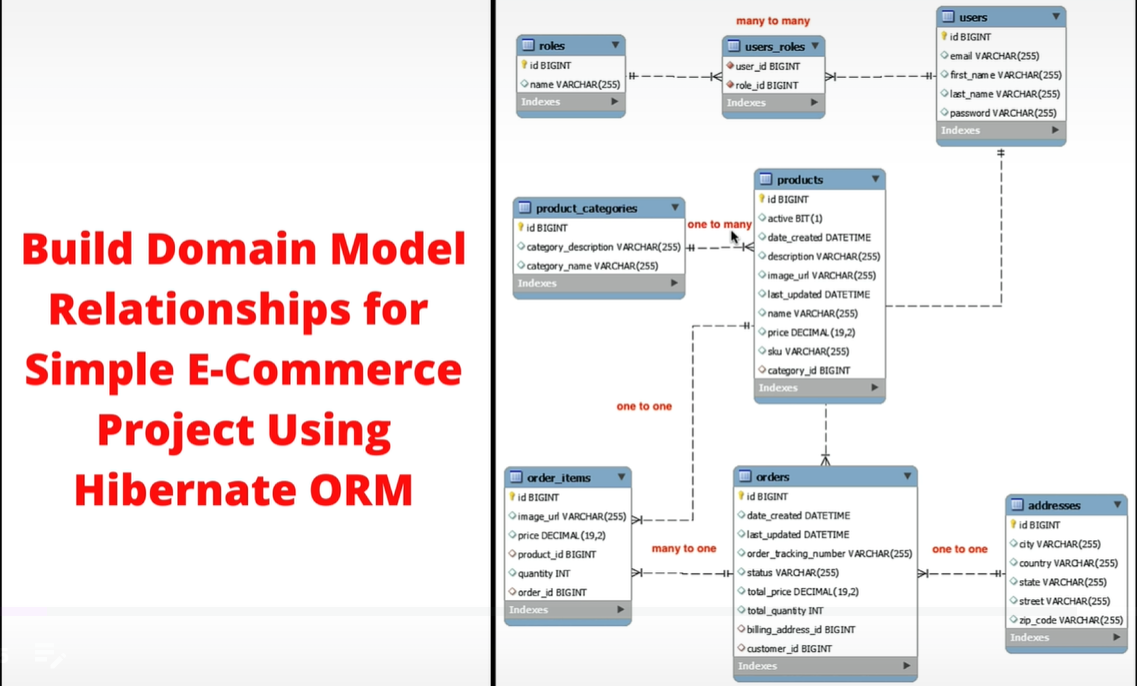 Build Domain Model
Relationships for
Simple E-Commerce
Project Using
Hibernate ORM
many to many
roles
id BIGINT
name VARCHAR(255)
Indexes
users_roles
user_id BIGINT
role_id BIGINT
Indexes
users
id BIGINT
email VARCHAR(255)
first_name VARCHAR(255)
last_name VARCHAR(255)
password VARCHAR(255)
Indexes
product_categories
id BIGINT
category_description VARCHAR(255)
category_name VARCHAR(255)
Indexes
one to many
products
id BIGINT
active BIT(1)
date_created DATETIME
description VARCHAR(255)
image_url VARCHAR(255)
last_updated DATETIME
name VARCHAR(255)
price DECIMAL(19,2)
sku VARCHAR(255)
category_id BIGINT
Indexes
one to one
order_items
id BIGINT
image_url VARCHAR(255)
price DECIMAL(19,2)
product_id BIGINT
quantity INT
order_id BIGINT
Indexes
many to one
orders
id BIGINT
date_created DATETIME
last_updated DATETIME
order_tracking_number VARCHAR(255)
status VARCHAR(255)
total_price DECIMAL(19,2)
total_quantity INT
billing_address_id BIGINT
customer_id BIGINT
Indexes
one to one
addresses
id BIGINT
city VARCHAR(255)
country VARCHAR(255)
state VARCHAR(255)
street VARCHAR(255)
zip_code VARCHAR(255)
Indexes